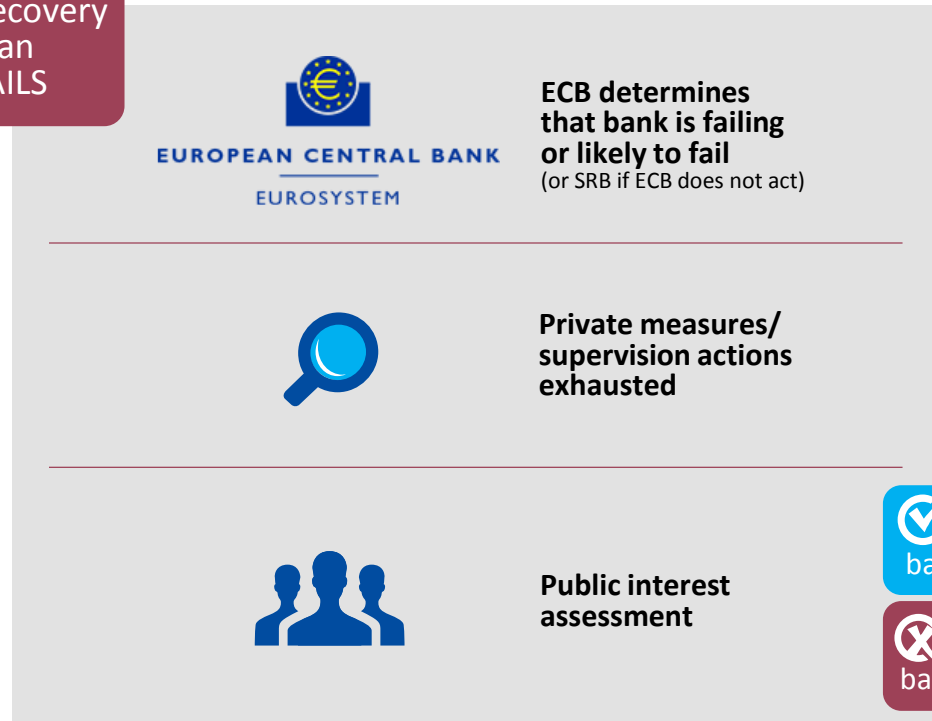 ecovery
an
AILS
EUROPEAN CENTRAL BANK
EUROSYSTEM
ECB determines
that bank is failing
or likely to fail
(or SRB if ECB does not act)
Private measures/
supervision actions
exhausted
Public interest
assessment
ba
ba